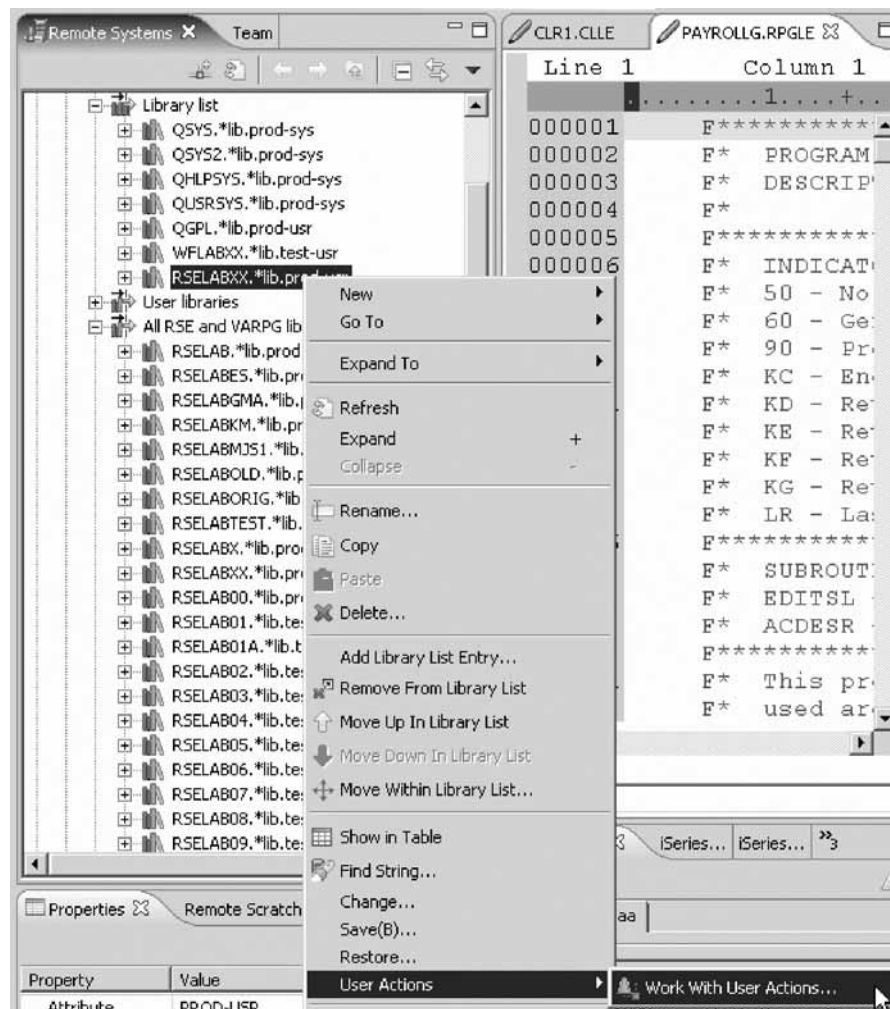 Remote Systems
Team
Library list
QSYS.*lib.prod-sys
QSYS2.*lib.prod-sys
QHLPSYS.*lib.prod-sys
QUSRSYS.*lib.prod-sys
QGPL.*lib.prod-usr
WFLABXX.*lib.test-usr
RSELABXX.*lib.prod-usr
User libraries
All RSE and VARPG lib
RSELAB.*lib.prod
RSELABES.*lib.pr
RSELABGMA.*lib.
RSELABKM.*lib.pr
RSELABMJS1.*lib.
RSELABOLD.*lib.p
RSELABORIG.*lib
RSELABTEST.*lib.
RSELABX.*lib.pro
RSELABXX.*lib.pr
RSELAB00.*lib.pr
RSELAB01.*lib.te
RSELAB01A.*lib.t
RSELAB02.*lib.te
RSELAB03.*lib.te
RSELAB04.*lib.te
RSELAB05.*lib.te
RSELAB06.*lib.te
RSELAB07.*lib.te
RSELAB08.*lib.te
RSELAB09.*lib.te
CLR1.CLLE
PAYROLLG.RPGLE
Line 1 Column 1
.........1....+..
000001 F***********
000002 F* PROGRAM
000003 F* DESCRIP
000004 F*
000005 F***********
000006 F* INDICAT
F* 50 - No
F* 60 - Ge
F* 90 - Pr
F* KC - En
F* KD - Re
F* KE - Re
F* KF - Re
F* KG - Re
F* LR - La
F***********
F* SUBROUT
F* EDITSL -
F* ACDESR -
F***********
F* This pr
F* used ar
New
Go To
Expand To
Refresh
Expand +
Collapse -
Rename...
Copy
Paste
Delete...
Add Library List Entry...
Remove From Library List
Move Up In Library List
Move Down In Library List
Move Within Library List...
Show in Table
Find String...
Change...
Save(B)...
Restore...
User Actions
Work With User Actions...
iSeries... iSeries... »3
aa
Properties
Remote Scratch
Property Value
Attribute PROD-USR